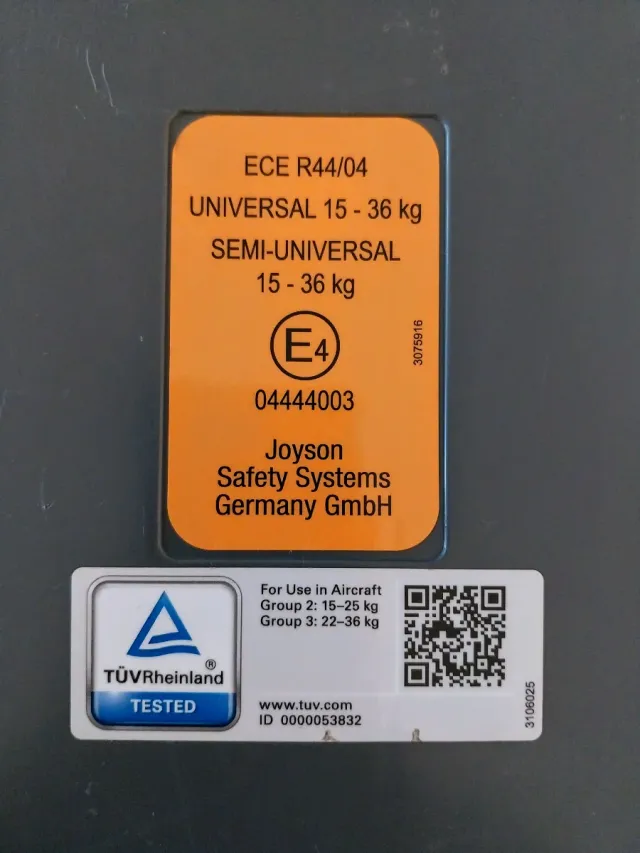 ECE R44/04
UNIVERSAL 15 - 36 kg
SEMI-UNIVERSAL
15 - 36 kg
E4
3075916
04444003
Joyson
Safety Systems
Germany GmbH
TÜVRheinland®
TESTED
For Use in Aircraft
Group 2: 15–25 kg
Group 3: 22–36 kg
www.tuv.com
ID 0000053832
3106025